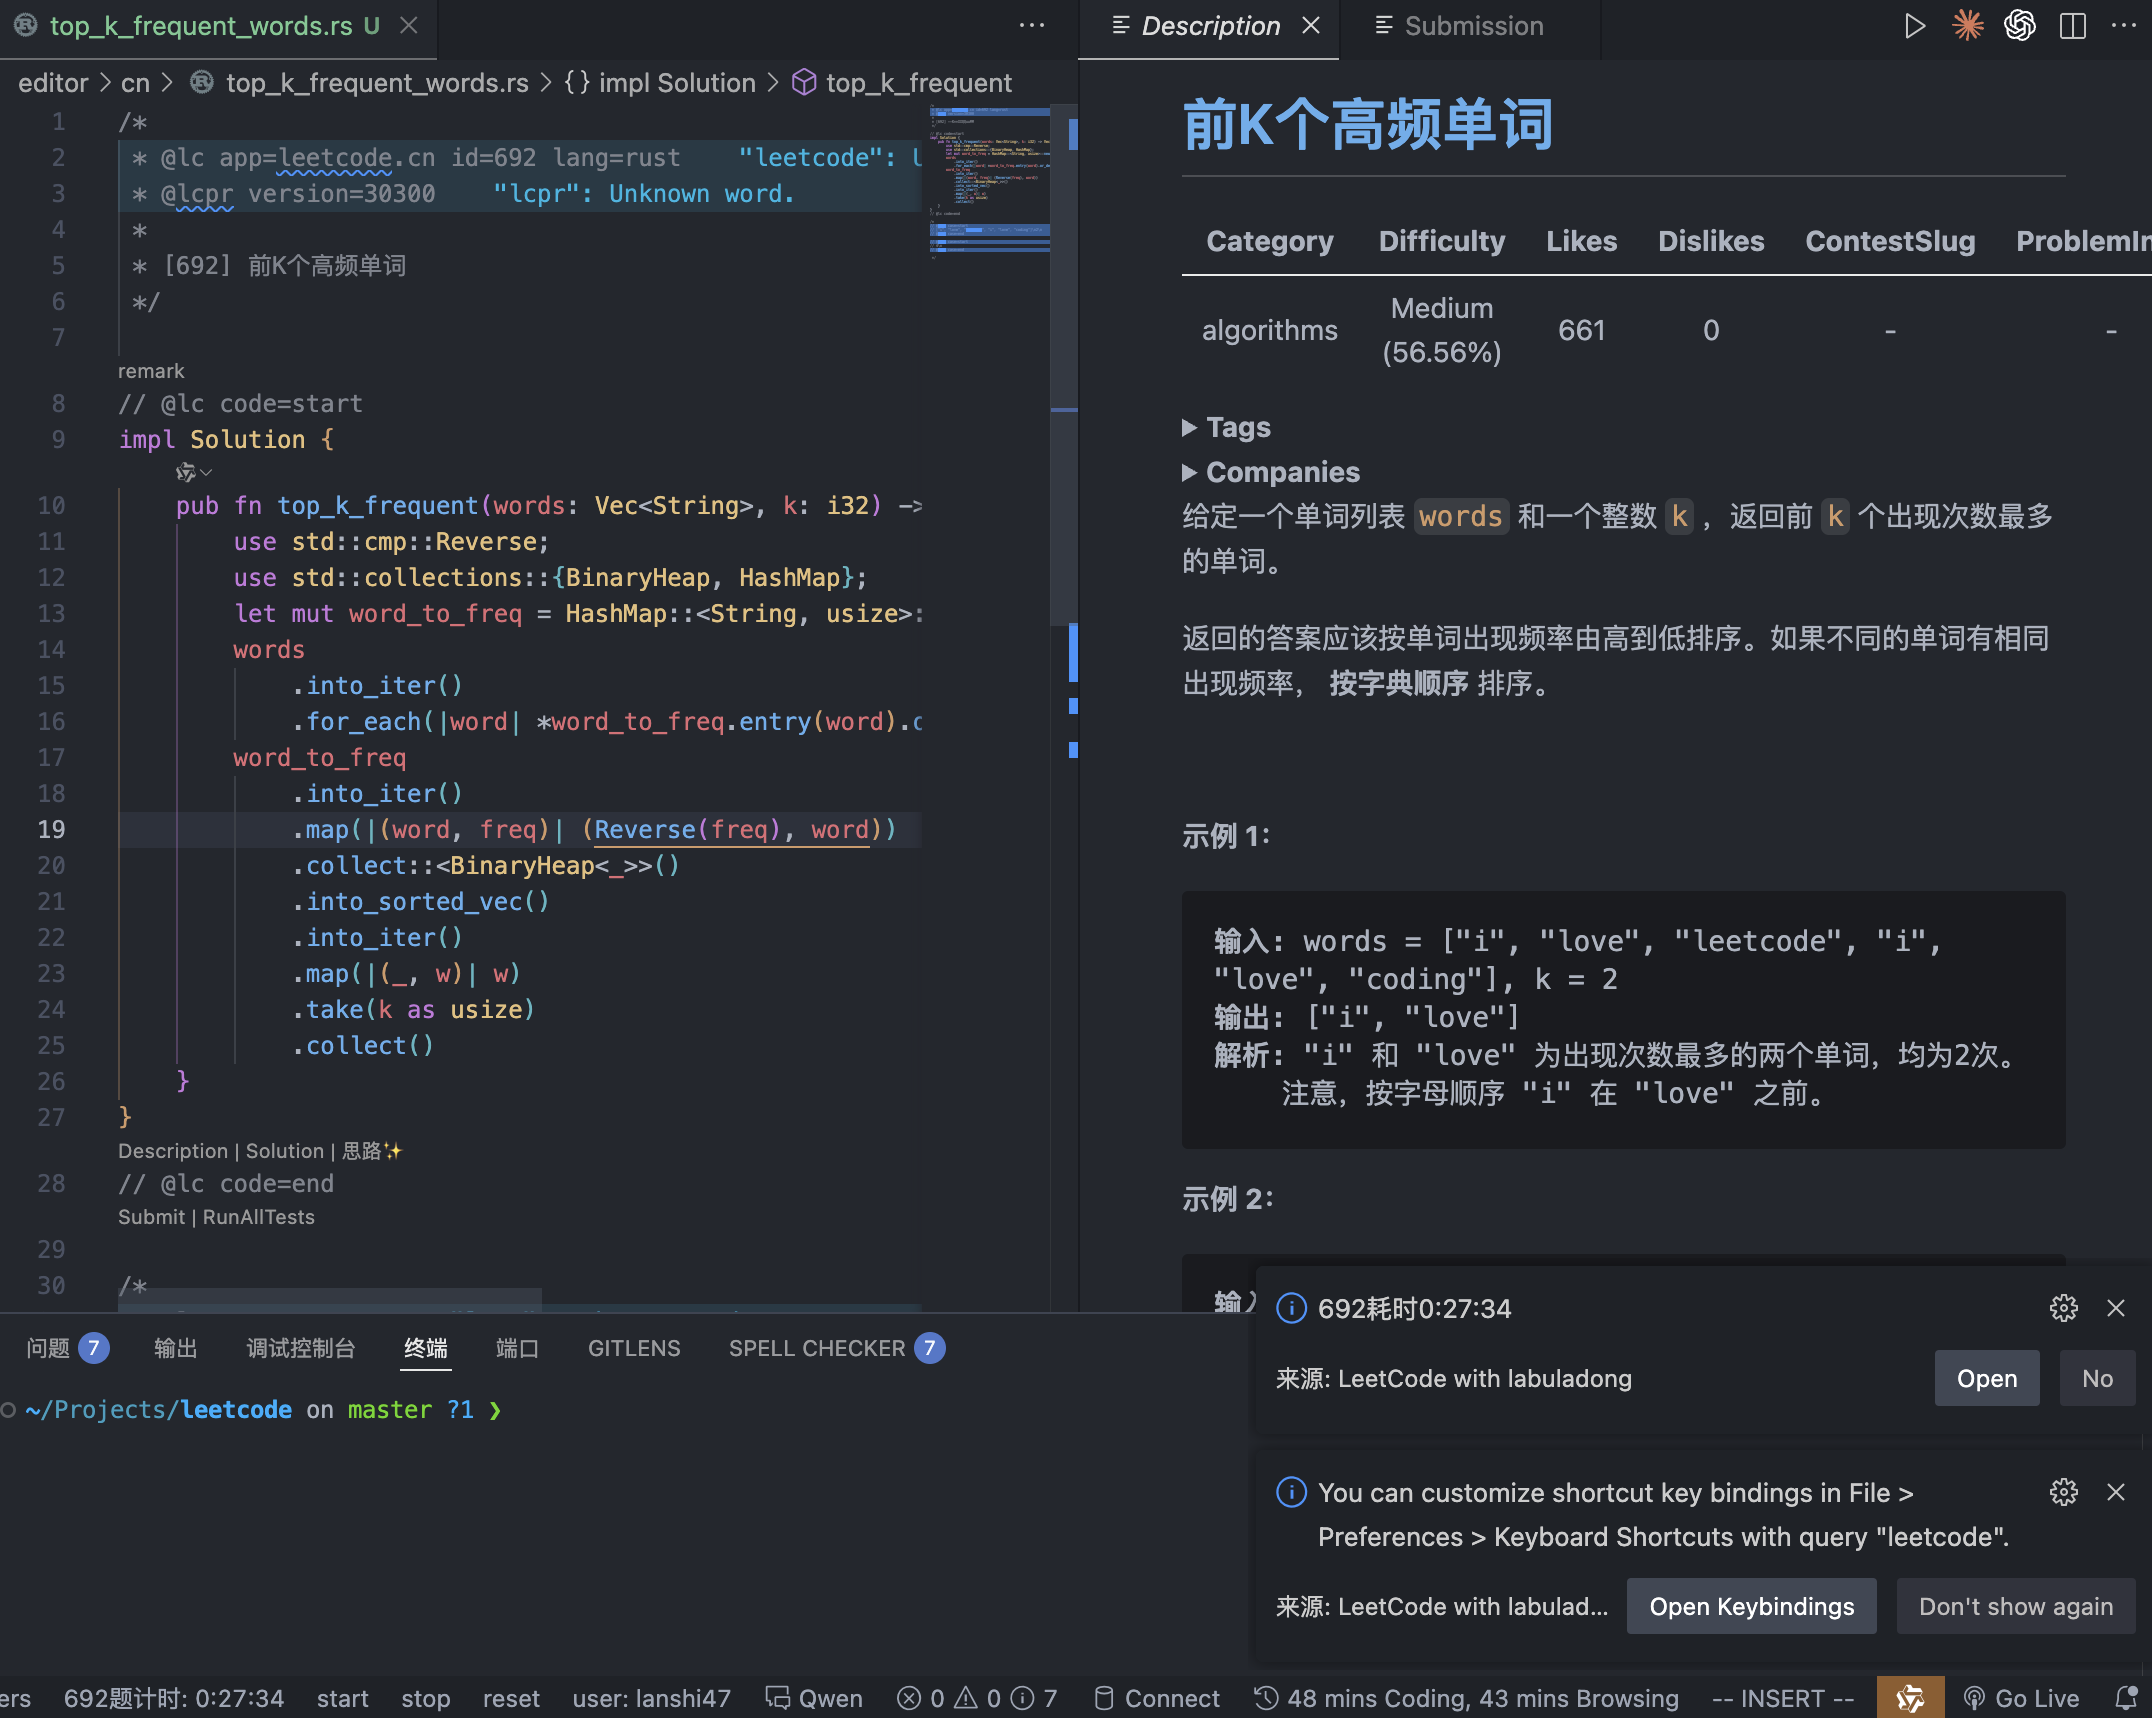 top_k_frequent_words.rs U
Description
Submission
editor > cn > top_k_frequent_words.rs > {} impl Solution > top_k_frequent
1 /*
2 * @lc app=leetcode.cn id=692 lang=rust "leetcode":
3 * @lcpr version=30300 "lcpr": Unknown word.
4 *
5 * [692] 前K个高频单词
6 */
7
remark
8 // @lc code=start
9 impl Solution {
10 pub fn top_k_frequent(words: Vec<String>, k: i32) ->
11 use std::cmp::Reverse;
12 use std::collections::{BinaryHeap, HashMap};
13 let mut word_to_freq = HashMap::<String, usize>:
14 words
15 .into_iter()
16 .for_each(|word| *word_to_freq.entry(word).
17 word_to_freq
18 .into_iter()
19 .map(|(word, freq)| (Reverse(freq), word))
20 .collect::<BinaryHeap<_>>()
21 .into_sorted_vec()
22 .into_iter()
23 .map(|(_, w)| w)
24 .take(k as usize)
25 .collect()
26 }
27 }
Description | Solution | 思路✨
28 // @lc code=end
Submit | RunAllTests
29
30 /*
前K个高频单词
Category Difficulty Likes Dislikes ContestSlug ProblemIn
algorithms Medium (56.56%) 661 0 - -
▶ Tags
▶ Companies
给定一个单词列表 words 和一个整数 k ，返回前 k 个出现次数最多
的单词。
返回的答案应该按单词出现频率由高到低排序。如果不同的单词有相同
出现频率， 按字典顺序 排序。
示例 1：
输入: words = ["i", "love", "leetcode", "i",
"love", "coding"], k = 2
输出: ["i", "love"]
解析: "i" 和 "love" 为出现次数最多的两个单词，均为2次。
注意，按字母顺序 "i" 在 "love" 之前。
示例 2：
输入
692耗时0:27:34
来源: LeetCode with labuladong
Open
No
You can customize shortcut key bindings in File >
Preferences > Keyboard Shortcuts with query "leetcode".
来源: LeetCode with labulad...
Open Keybindings
Don't show again
问题 7 输出 调试控制台 终端 端口 GITLENS SPELL CHECKER 7
~/Projects/leetcode on master ?1 ❯
ers 692题计时: 0:27:34 start stop reset user: lanshi47 Qwen 0 0 7 Connect 48 mins Coding, 43 mins Browsing -- INSERT -- Go Live